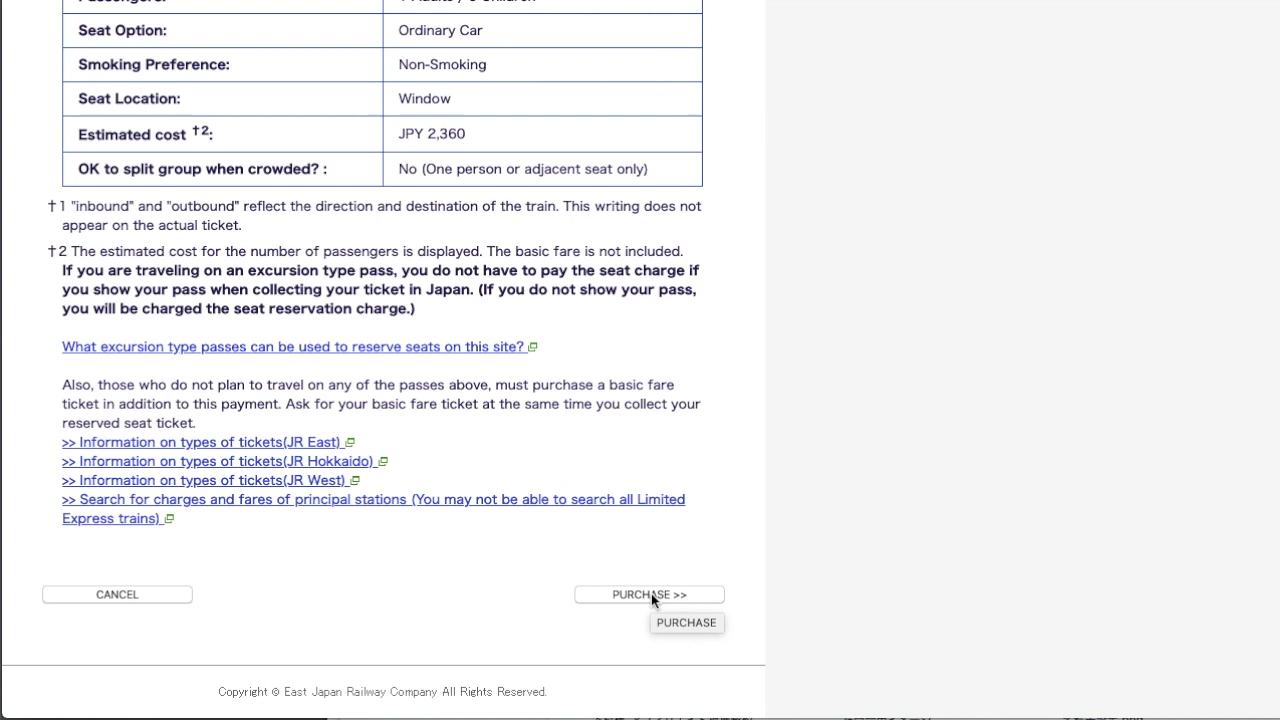 Seat Option: Ordinary Car
Smoking Preference: Non-Smoking
Seat Location: Window
Estimated cost †2: JPY 2,360
OK to split group when crowded? : No (One person or adjacent seat only)
†1 "inbound" and "outbound" reflect the direction and destination of the train. This writing does not
appear on the actual ticket.
†2 The estimated cost for the number of passengers is displayed. The basic fare is not included.
If you are traveling on an excursion type pass, you do not have to pay the seat charge if
you show your pass when collecting your ticket in Japan. (If you do not show your pass,
you will be charged the seat reservation charge.)
What excursion type passes can be used to reserve seats on this site?
Also, those who do not plan to travel on any of the passes above, must purchase a basic fare
ticket in addition to this payment. Ask for your basic fare ticket at the same time you collect your
reserved seat ticket.
>> Information on types of tickets(JR East)
>> Information on types of tickets(JR Hokkaido)
>> Information on types of tickets(JR West)
>> Search for charges and fares of principal stations (You may not be able to search all Limited
Express trains)
CANCEL
PURCHASE >>
PURCHASE
Copyright © East Japan Railway Company All Rights Reserved.